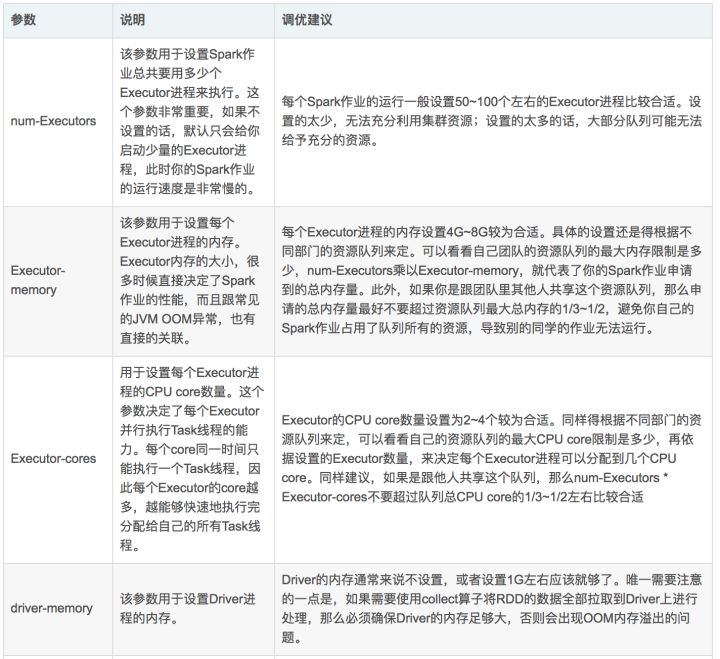 参数
说明
调优建议
num-Executors
该参数用于设置Spark作
业总共要用多少个
Executor进程来执行。这
个参数非常重要，如果不
设置的话，默认只会给你
启动少量的Executor进
程，此时你的Spark作业
的运行速度是非常慢的。
每个Spark作业的运行一般设置50~100个左右的Executor进程比较合适。设
置的太少，无法充分利用集群资源；设置的太多的话，大部分队列可能无法
给予充分的资源。
Executor-
memory
该参数用于设置每个
Executor进程的内存。
Executor内存的大小，很
多时候直接决定了Spark
作业的性能，而且跟常见
的JVM OOM异常，也有
直接的关联。
每个Executor进程的内存设置4G~8G较为合适。具体的设置还是得根据不
同部门的资源队列来定。可以看看自己团队的资源队列的最大内存限制是多
少，num-Executors乘以Executor-memory，就代表了你的Spark作业申请
到的总内存量。此外，如果你是跟团队里其他人共享这个资源队列，那么申
请的总内存量最好不要超过资源队列最大总内存的1/3~1/2，避免你自己的
Spark作业占用了队列所有的资源，导致别的同学的作业无法运行。
Executor-cores
用于设置每个Executor进
程的CPU core数量。这个
参数决定了每个Executor
并行执行Task线程的能
力。每个core同一时间只
能执行一个Task线程，因
此每个Executor的core越
多，越能够快速地执行完
分配给自己的所有Task线
程。
Executor的CPU core数量设置为2~4个较为合适。同样得根据不同部门的资
源队列来定，可以看看自己的资源队列的最大CPU core限制是多少，再依
据设置的Executor数量，来决定每个Executor进程可以分配到几个CPU
core。同样建议，如果是跟他人共享这个队列，那么num-Executors *
Executor-cores不要超过队列总CPU core的1/3~1/2左右比较合适
driver-memory
该参数用于设置Driver进
程的内存。
Driver的内存通常来说不设置，或者设置1G左右应该就够了。唯一需要注意
的一点是，如果需要使用collect算子将RDD的数据全部拉取到Driver上进行
处理，那么必须确保Driver的内存足够大，否则会出现OOM内存溢出的问
题。